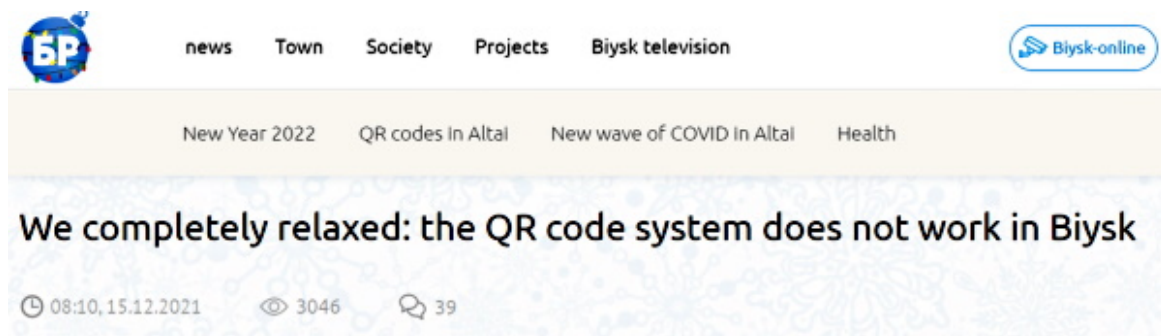 БР news Town Society Projects Biysk television Biysk-online
New Year 2022 QR codes in Altai New wave of COVID in Altai Health
We completely relaxed: the QR code system does not work in Biysk
08:10, 15.12.2021 3046 39